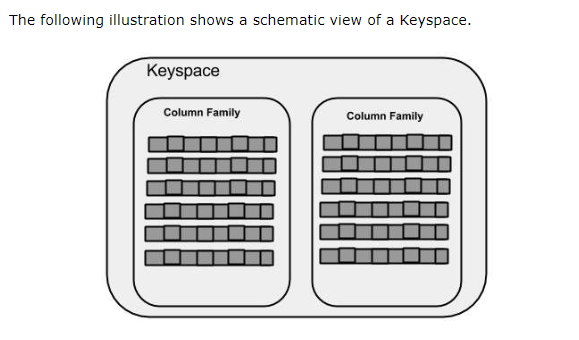 The following illustration shows a schematic view of a Keyspace.
Keyspace
Column Family
Column Family